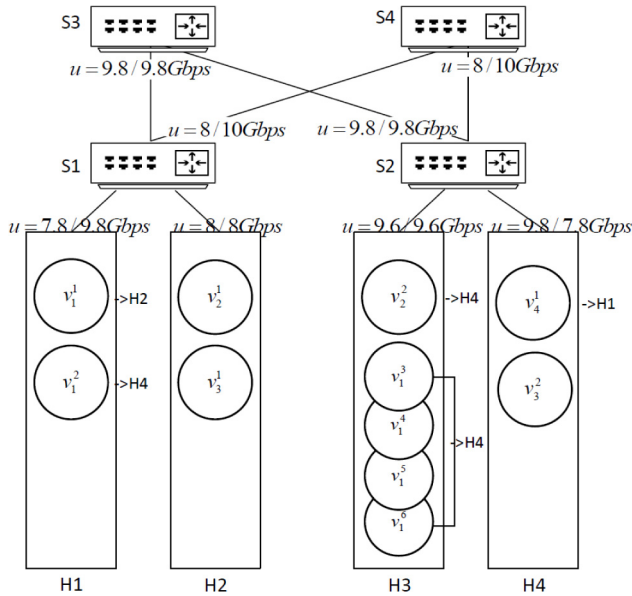 S3
S4
u = 9.8 / 9.8Gbps
u = 8 / 10Gbps
u = 8 / 10Gbps
u = 9.8 / 9.8Gbps
S1
S2
u = 7.8 / 9.8Gbps
u = 8 / 8Gbps
u = 9.6 / 9.6Gbps
u = 9.8 / 7.8Gbps
v₁¹ ->H2
v₂¹
v₂² ->H4
v₄¹ ->H1
v₁² ->H4
v₃¹
v₁³
v₃²
v₁⁴
->H4
v₁⁵
v₁⁶
H1
H2
H3
H4